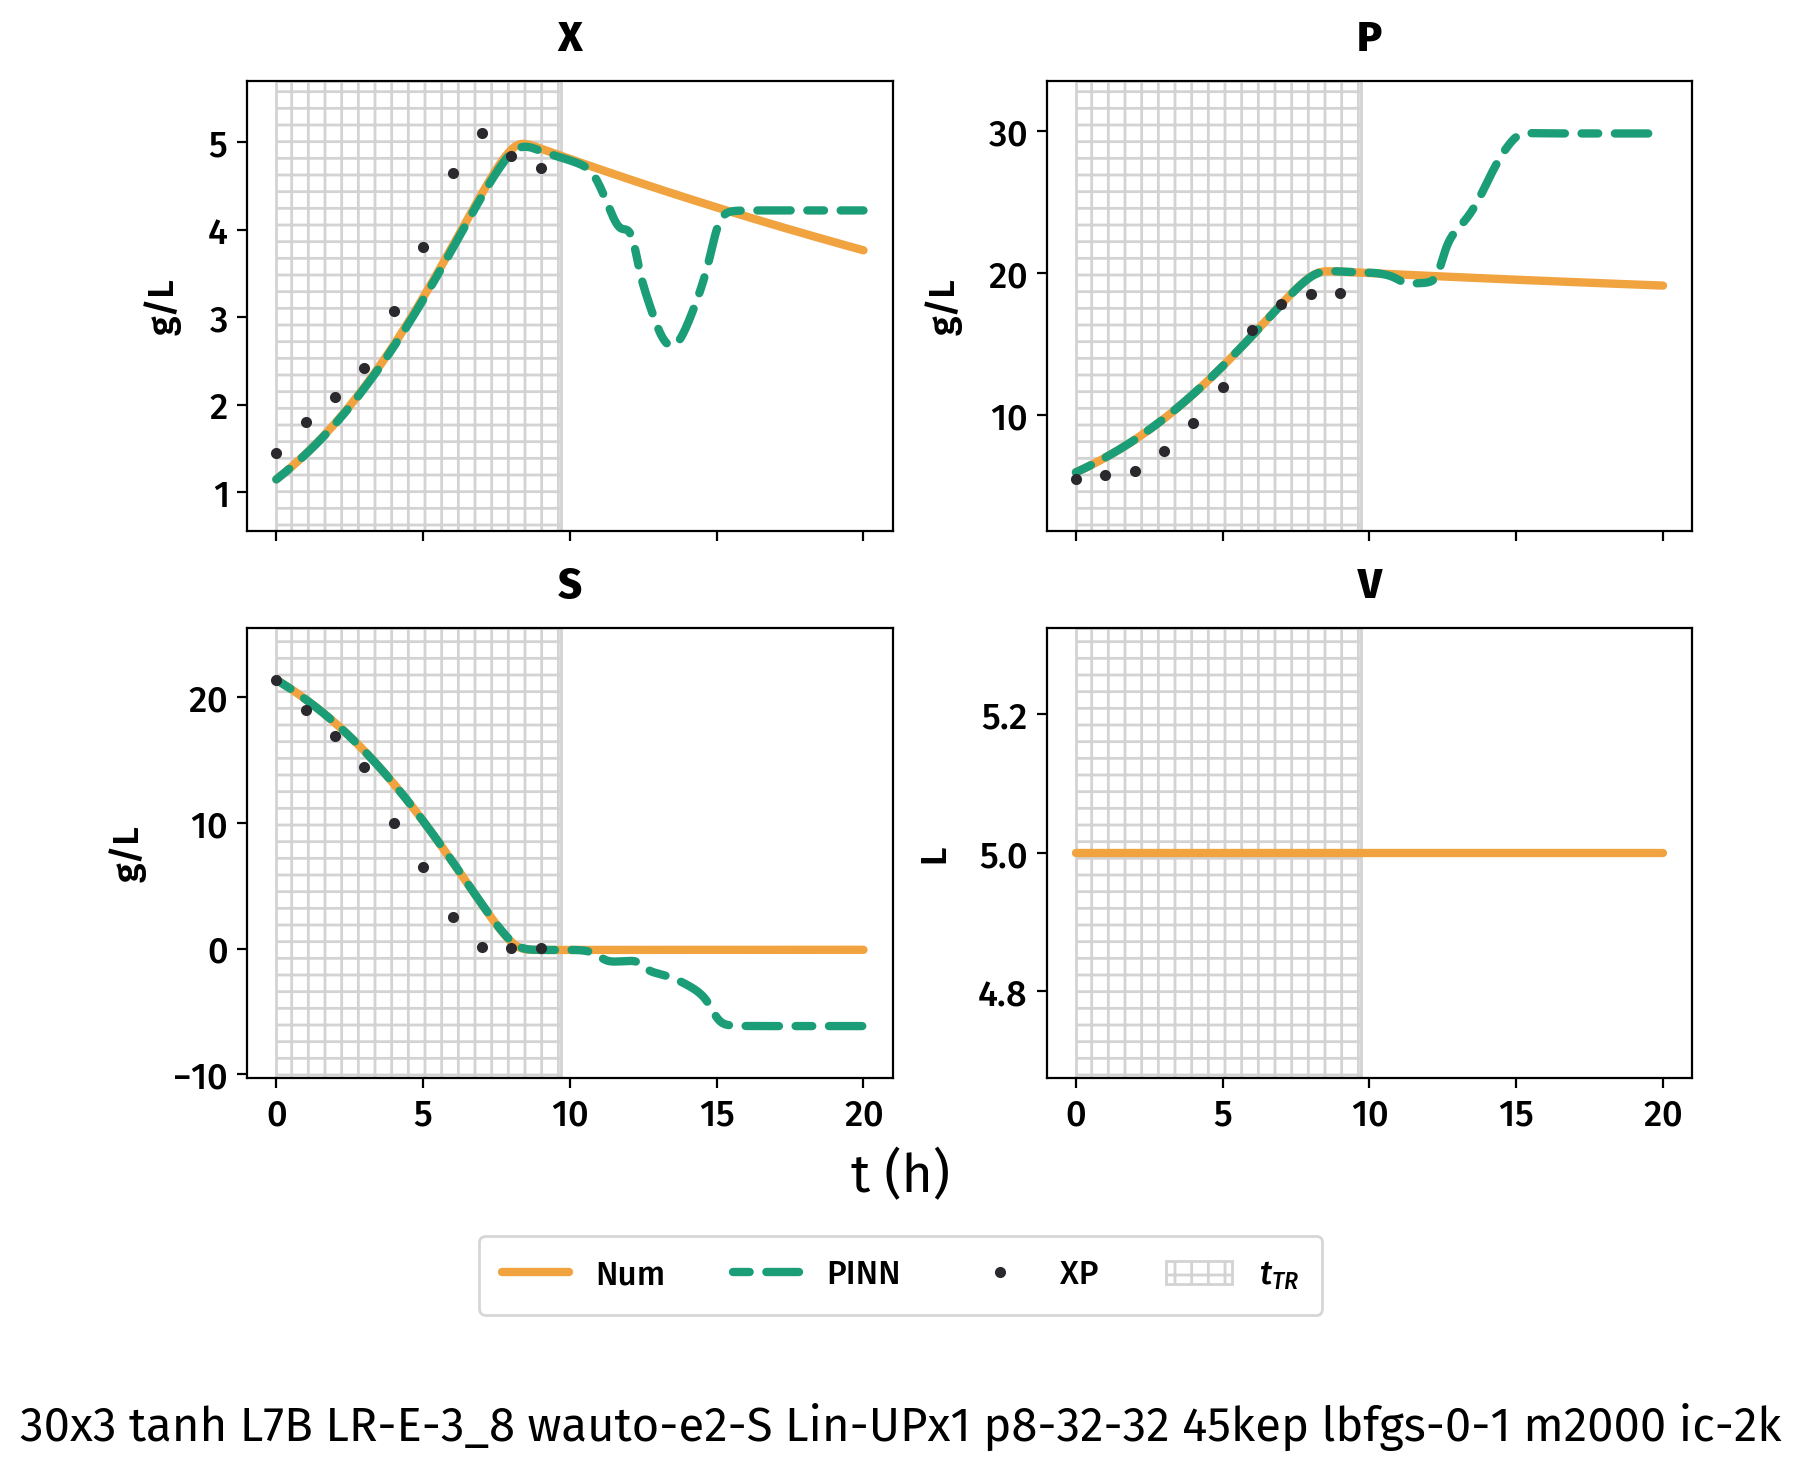 X
P
5
4
3
2
1
g/L
30
20
10
g/L
S
V
20
10
0
−10
g/L
5.2
5.0
4.8
L
0 5 10 15 20
0 5 10 15 20
t (h)
Num PINN XP tTR
30x3 tanh L7B LR-E-3_8 wauto-e2-S Lin-UPx1 p8-32-32 45kep lbfgs-0-1 m2000 ic-2k